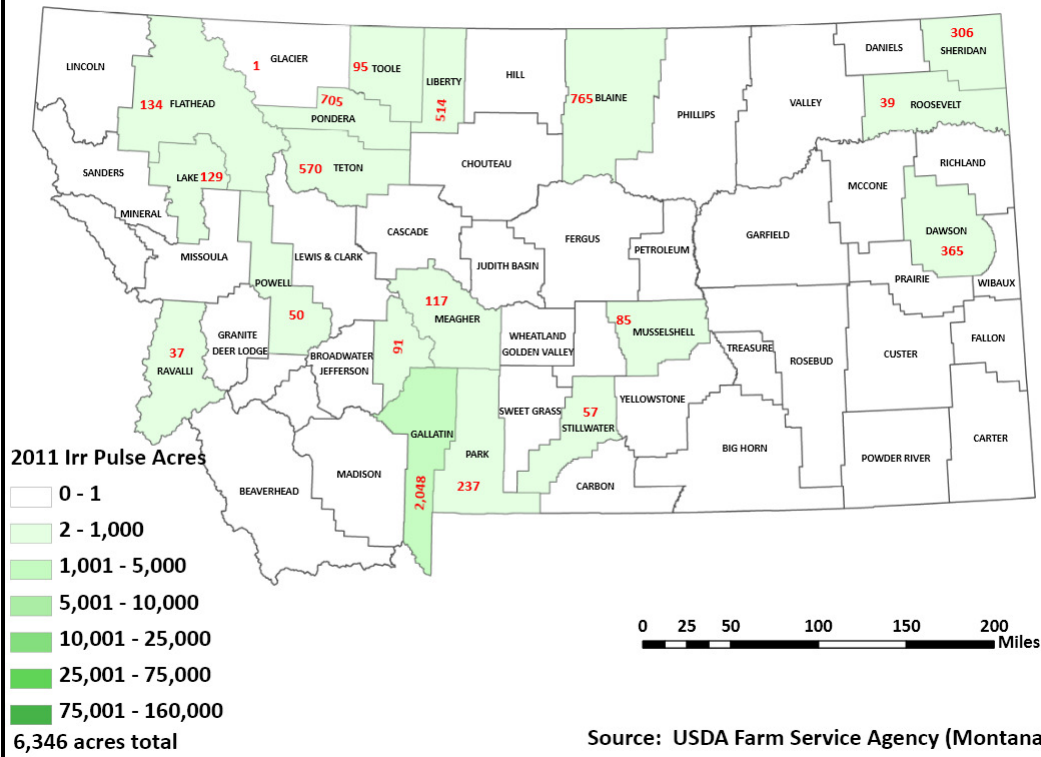 306
DANIELS
SHERIDAN
GLACIER
1
95 TOOLE
LINCOLN
LIBERTY
514
HILL
765 BLAINE
PHILLIPS
VALLEY
39 ROOSEVELT
134 FLATHEAD
705
PONDERA
CHOUTEAU
RICHLAND
SANDERS
LAKE 129
570 TETON
MCCONE
MINERAL
CASCADE
FERGUS
GARFIELD
DAWSON
365
MISSOULA
LEWIS & CLARK
JUDITH BASIN
PETROLEUM
PRAIRIE
WIBAUX
POWELL
50
117
MEAGHER
85
MUSSELSHELL
GRANITE
DEER LODGE
WHEATLAND
GOLDEN VALLEY
TREASURE
ROSEBUD
CUSTER
FALLON
37
RAVALLI
BROADWATER
JEFFERSON
91
SWEET GRASS
57
STILLWATER
YELLOWSTONE
GALLATIN
2,048
PARK
237
BIG HORN
POWDER RIVER
CARTER
MADISON
BEAVERHEAD
CARBON
2011 Irr Pulse Acres
0 - 1
2 - 1,000
1,001 - 5,000
5,001 - 10,000
10,001 - 25,000
25,001 - 75,000
75,001 - 160,000
6,346 acres total
0 25 50 100 150 200
Miles
Source: USDA Farm Service Agency (Montana